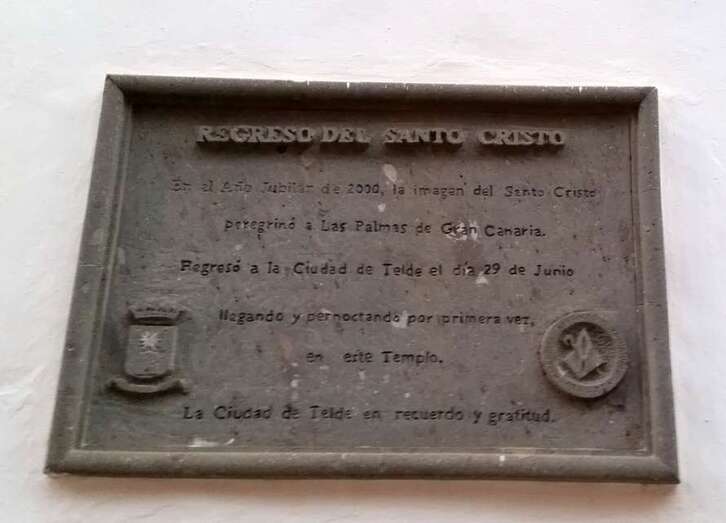 REGRESO DEL SANTO CRISTO
En el Año Jubilar de 2000, la imagen del Santo Cristo
peregrinó a Las Palmas de Gran Canaria.
Regresó a la Ciudad de Telde el día 29 de Junio
llegando y pernoctando por primera vez,
en este Templo.
La Ciudad de Telde en recuerdo y gratitud.